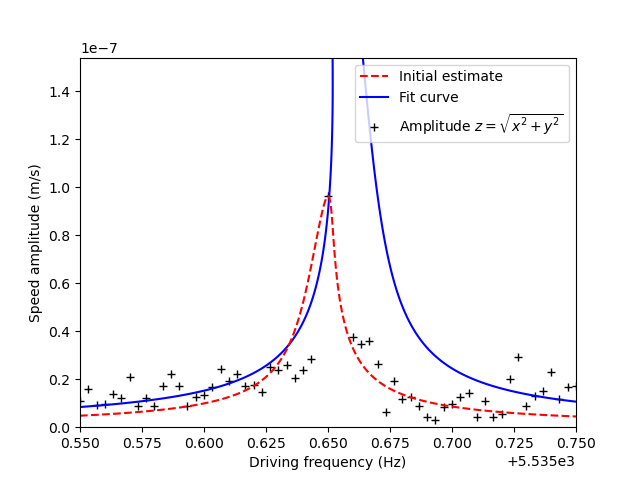 1e−7
1.4
1.2
1.0
0.8
0.6
0.4
0.2
0.0
Speed amplitude (m/s)
Initial estimate
Fit curve
Amplitude z = √x² + y²
0.550 0.575 0.600 0.625 0.650 0.675 0.700 0.725 0.750
Driving frequency (Hz)
+5.535e3